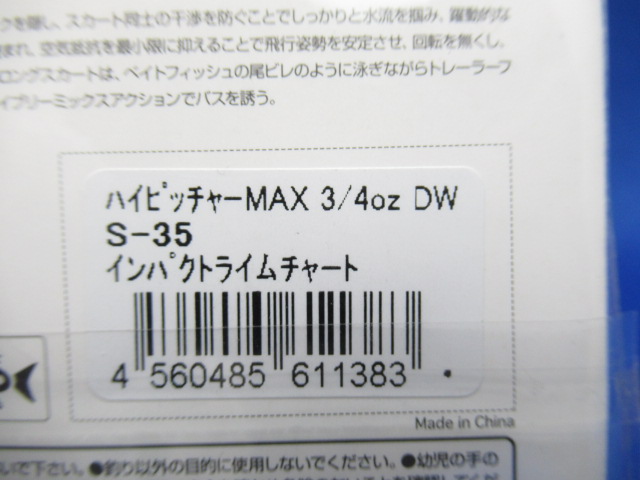 クを隠し、スカート同士の干渉を防ぐことでしっかりと水流を掴み、躍動的な
まれ、空気抵抗を最小限に抑えることで飛行姿勢を安定させ、回転を無くし。
ロングスカートは、ベイトフィッシュの尾ビレのように泳ぎながらトレーラーフ
イブリーミックスアクションでバスを誘う。
ハイピッチャーMAX 3/4oz DW
S-35
インパクトライムチャート
4 560485 611383 .
Made in China
いで下さい。●釣り以外の目的に使用しないでください。●幼児の手の